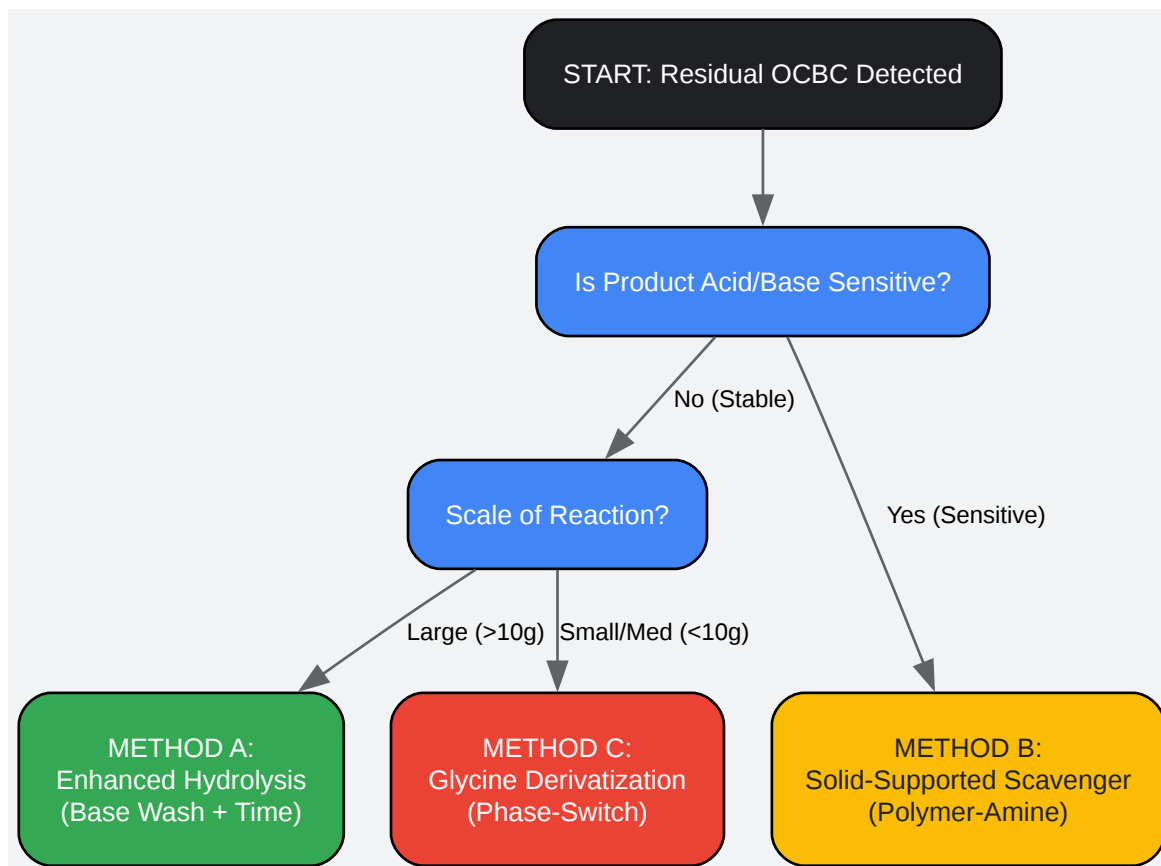 START: Residual OCBC Detected
Is Product Acid/Base Sensitive?
No (Stable)
Scale of Reaction?
Yes (Sensitive)
Large (>10g)
Small/Med (<10g)
METHOD A:
Enhanced Hydrolysis
(Base Wash + Time)
METHOD C:
Glycine Derivatization
(Phase-Switch)
METHOD B:
Solid-Supported Scavenger
(Polymer-Amine)